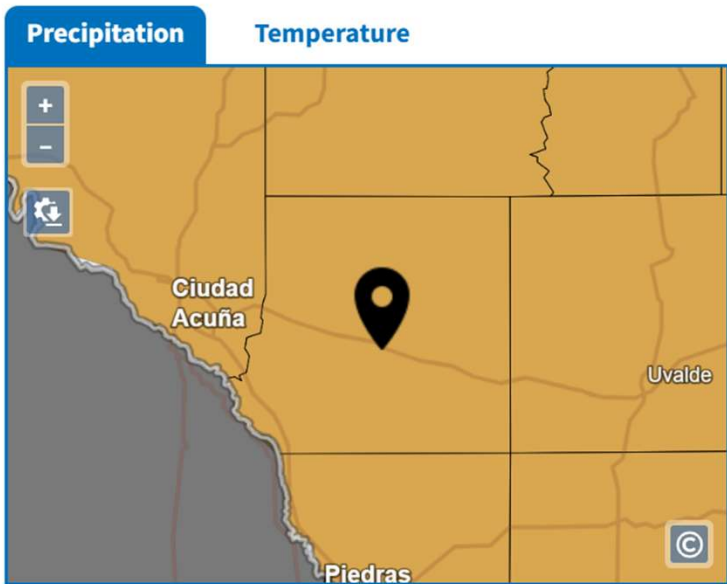 Precipitation Temperature
+
−
Ciudad
Acuña
Uvalde
©
Piedras